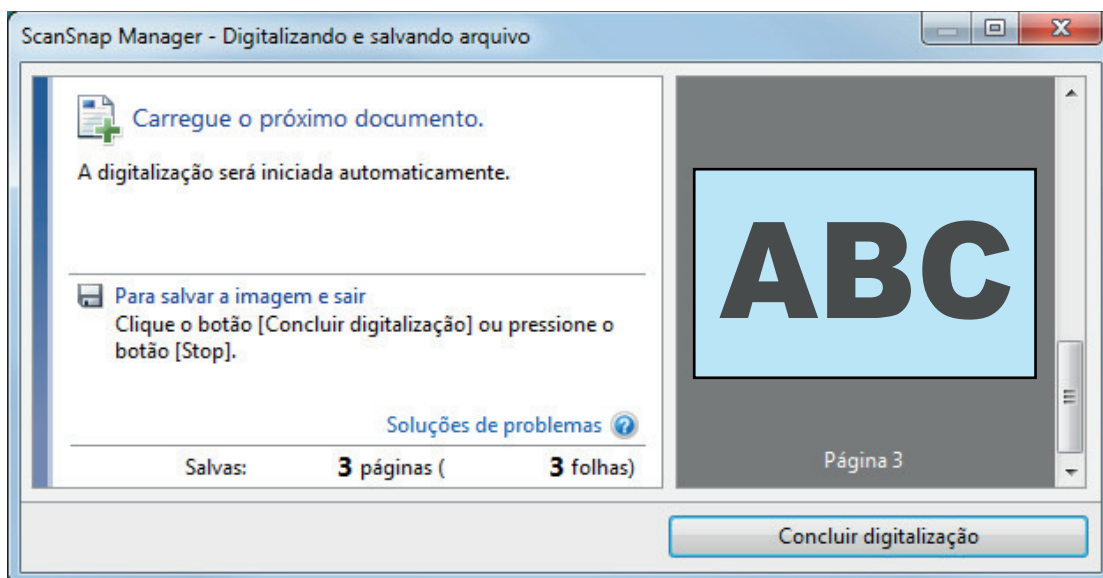 ScanSnap Manager - Digitalizando e salvando arquivo
Carregue o próximo documento.
A digitalização será iniciada automaticamente.
Para salvar a imagem e sair
Clique o botão [Concluir digitalização] ou pressione o
botão [Stop].
Soluções de problemas
Salvas: 3 páginas ( 3 folhas)
ABC
Página 3
Concluir digitalização